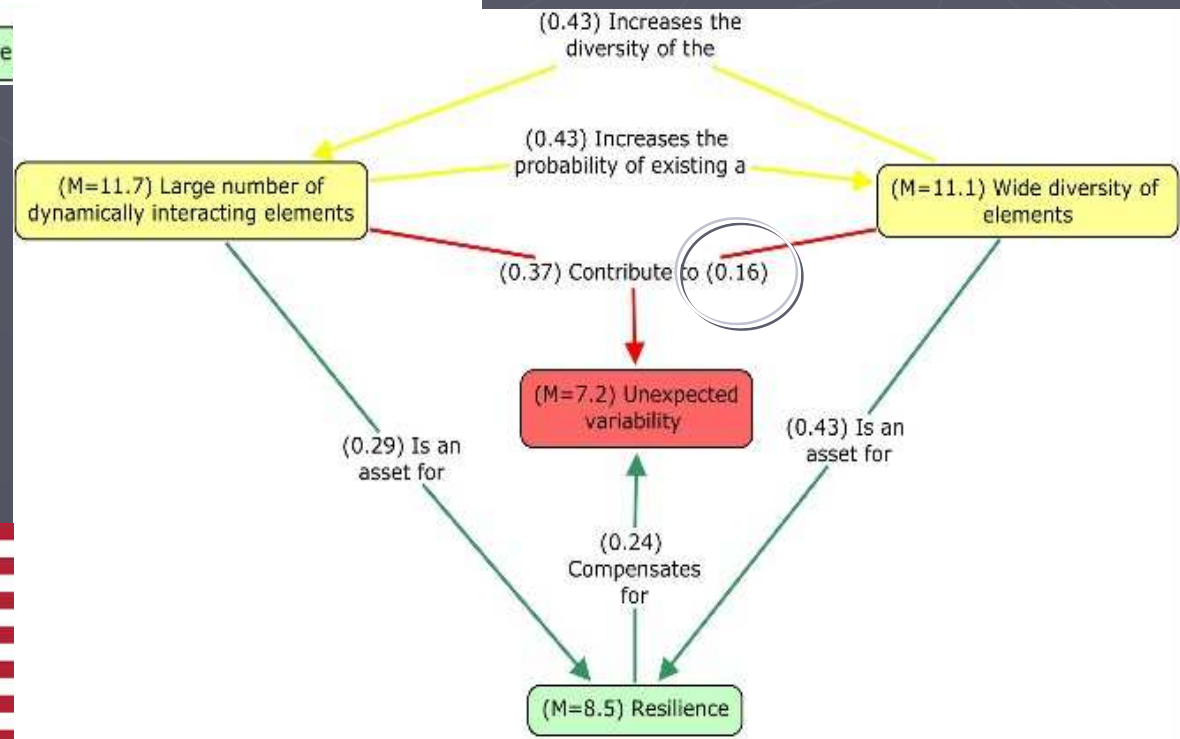 e
(0.43) Increases the
diversity of the
(0.43) Increases the
probability of existing a
(M=11.7) Large number of
dynamically interacting elements
(M=11.1) Wide diversity of
elements
(0.37) Contribute to (0.16)
(M=7.2) Unexpected
variability
(0.29) Is an
asset for
(0.43) Is an
asset for
(0.24)
Compensates
for
(M=8.5) Resilience